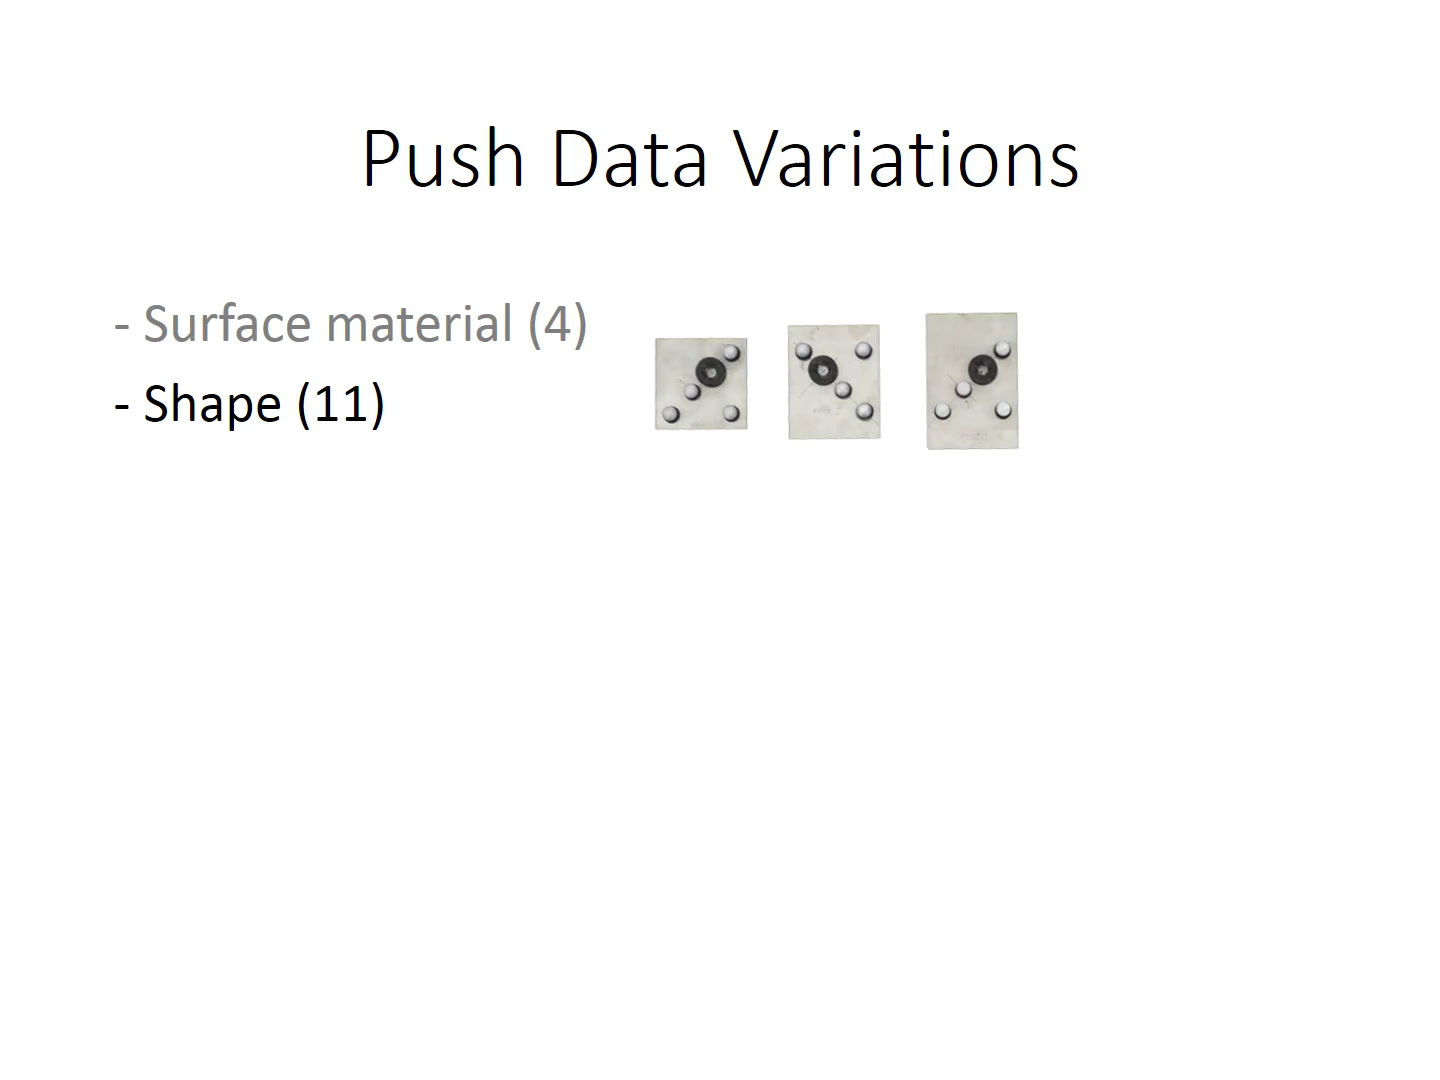 Push Data Variations
- Surface material (4)
- Shape (11)